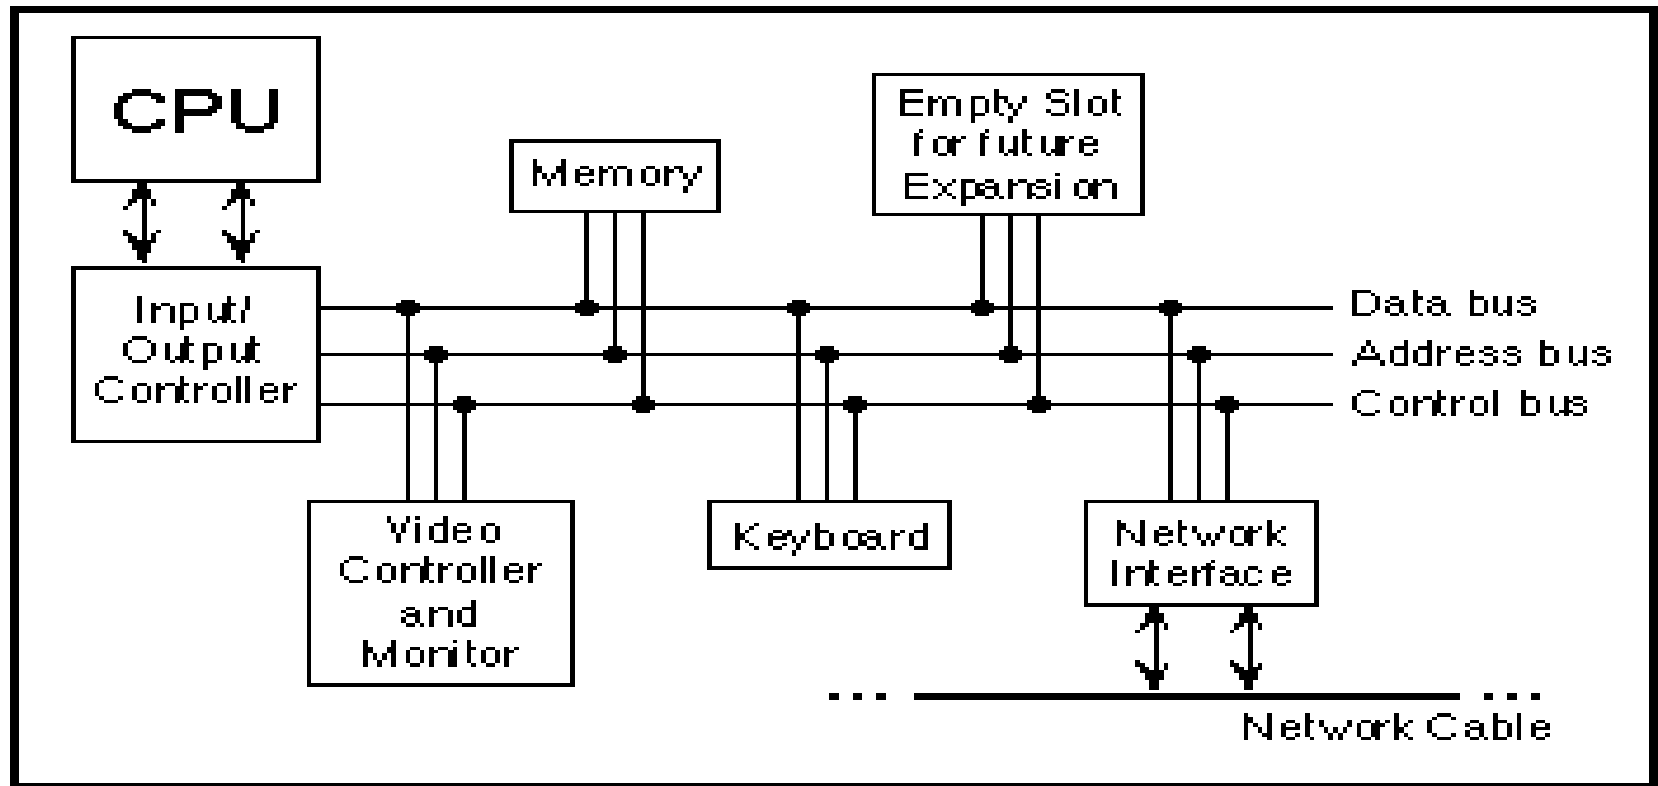 CPU
Empty Slot
for future
Expansion
Memory
Input/
Output
Controller
Data bus
Address bus
Control bus
Video
Controller
and
Monitor
Keyboard
Network
Interface
... ...
Network Cable